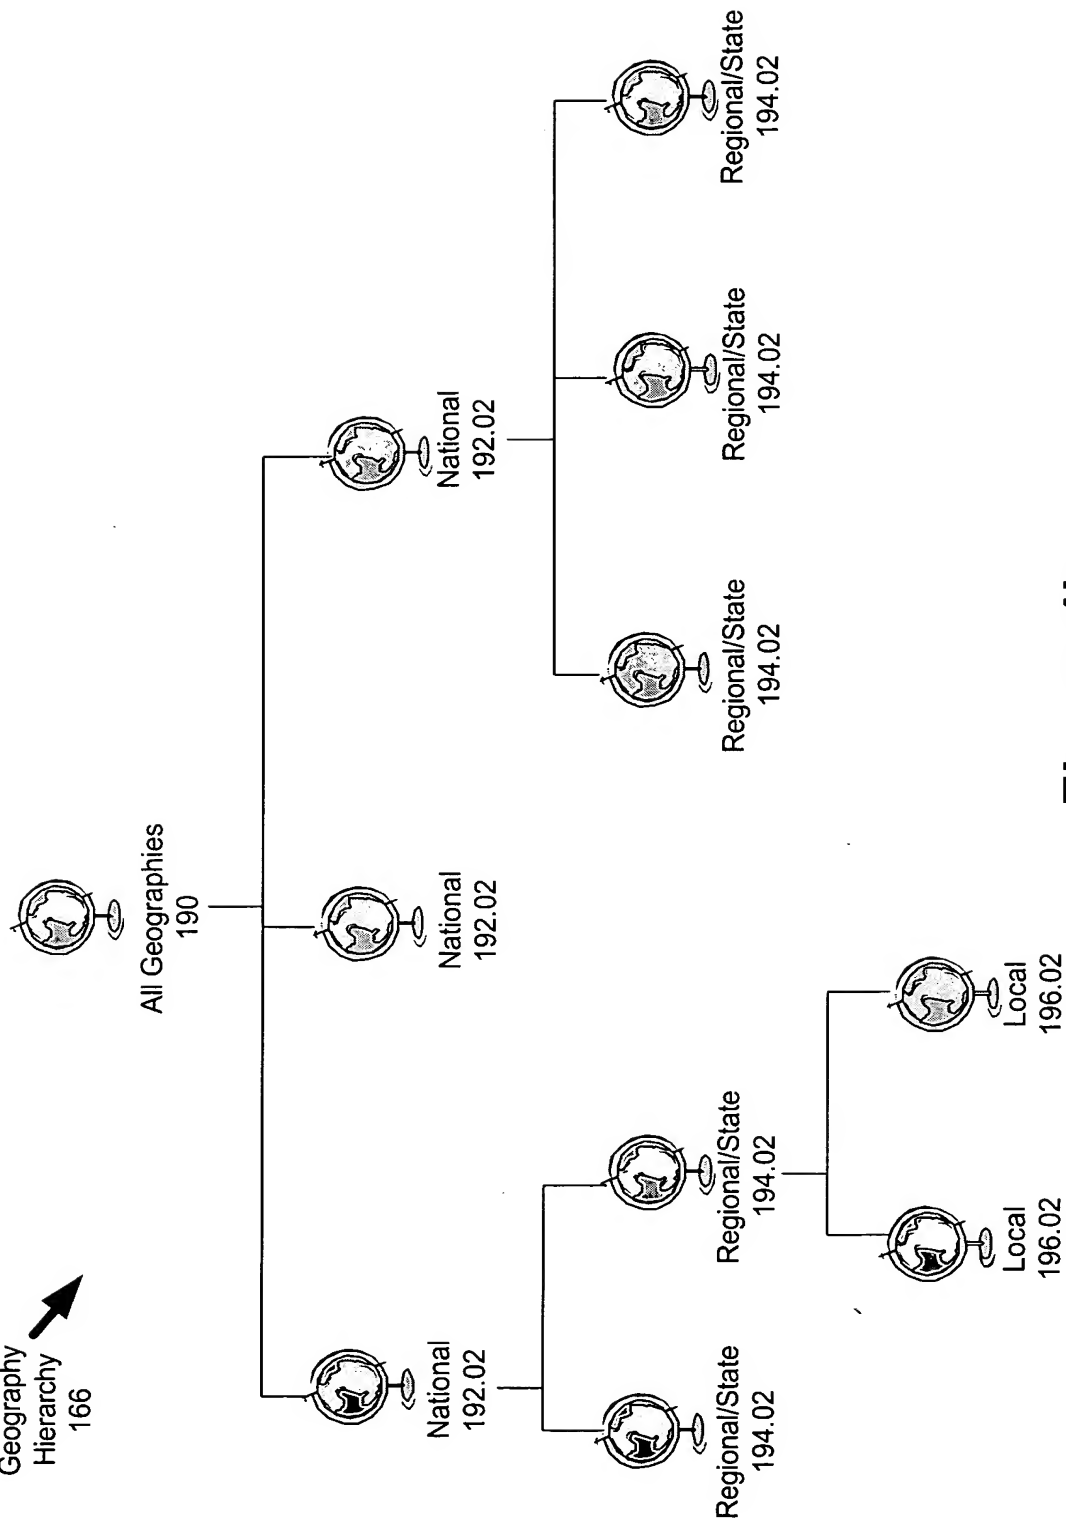 Geography
Hierarchy
166
All Geographies
190
National
192.02
National
192.02
National
192.02
Regional/State
194.02
Regional/State
194.02
Regional/State
194.02
Regional/State
194.02
Regional/State
194.02
Local
196.02
Local
196.02